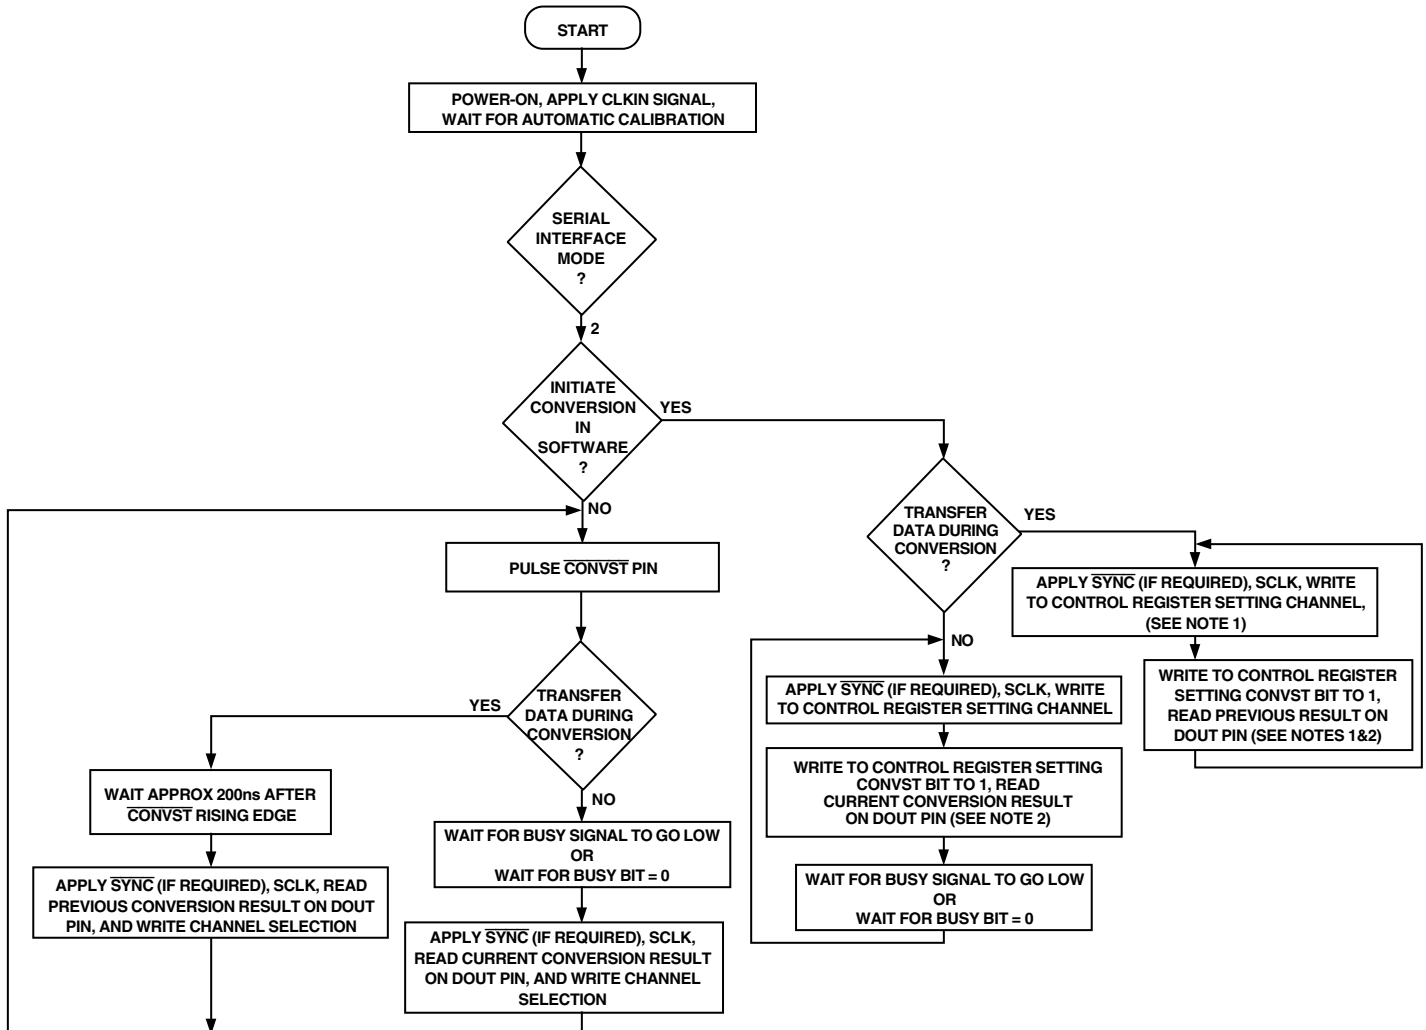 START
POWER-ON, APPLY CLKIN SIGNAL,
WAIT FOR AUTOMATIC CALIBRATION
SERIAL
INTERFACE
MODE
?
2
INITIATE
CONVERSION
IN
SOFTWARE
?
YES
NO
PULSE CONVST PIN
TRANSFER
DATA DURING
CONVERSION
?
YES
NO
WAIT APPROX 200ns AFTER
CONVST RISING EDGE
APPLY SYNC (IF REQUIRED), SCLK, READ
PREVIOUS CONVERSION RESULT ON DOUT
PIN, AND WRITE CHANNEL SELECTION
WAIT FOR BUSY SIGNAL TO GO LOW
OR
WAIT FOR BUSY BIT = 0
APPLY SYNC (IF REQUIRED), SCLK,
READ CURRENT CONVERSION RESULT
ON DOUT PIN, AND WRITE CHANNEL
SELECTION
TRANSFER
DATA DURING
CONVERSION
?
YES
NO
APPLY SYNC (IF REQUIRED), SCLK, WRITE
TO CONTROL REGISTER SETTING CHANNEL
WRITE TO CONTROL REGISTER SETTING
CONVST BIT TO 1, READ
CURRENT CONVERSION RESULT
ON DOUT PIN (SEE NOTE 2)
WAIT FOR BUSY SIGNAL TO GO LOW
OR
WAIT FOR BUSY BIT = 0
APPLY SYNC (IF REQUIRED), SCLK, WRITE
TO CONTROL REGISTER SETTING CHANNEL,
(SEE NOTE 1)
WRITE TO CONTROL REGISTER
SETTING CONVST BIT TO 1,
READ PREVIOUS RESULT ON
DOUT PIN (SEE NOTES 1&2)